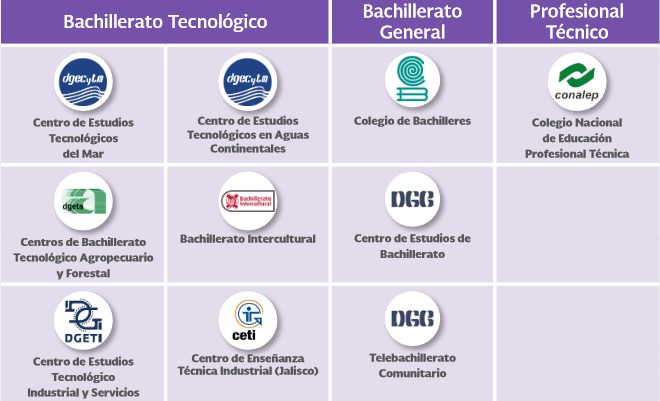 Bachillerato Tecnológico
Bachillerato
General
Profesional
Técnico
dgecytm
Centro de Estudios
Tecnológicos
del Mar
dgecytm
Centro de Estudios
Tecnológicos en Aguas
Continentales
Colegio de Bachilleres
conalep
Colegio Nacional
de Educación
Profesional Técnica
dgeta
Centros de Bachillerato
Tecnológico Agropecuario
y Forestal
Bachillerato
Intercultural
Bachillerato Intercultural
DGB
Centro de Estudios de
Bachillerato
DGETI
Centro de Estudios
Tecnológico
Industrial y Servicios
ceti
Centro de Enseñanza
Técnica Industrial (Jalisco)
DGB
Telebachillerato
Comunitario